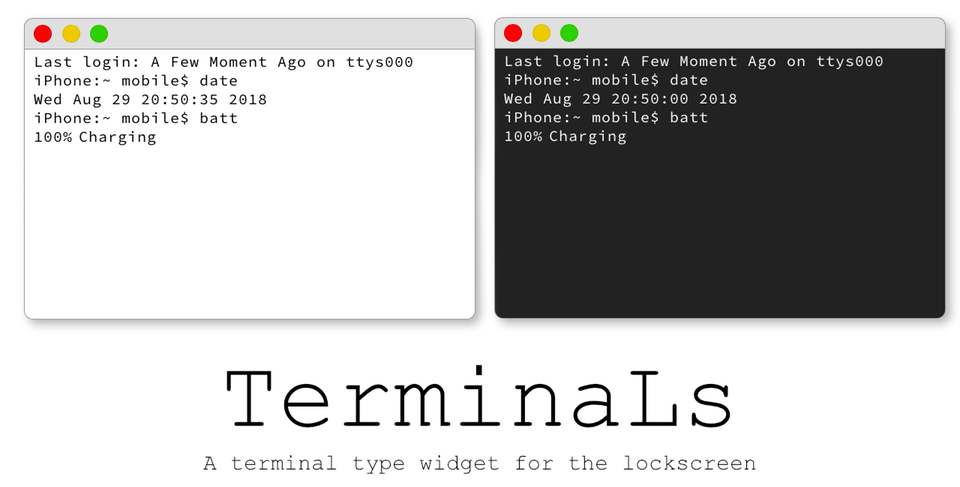 Last login: A Few Moment Ago on ttys000
iPhone:~ mobile$ date
Wed Aug 29 20:50:35 2018
iPhone:~ mobile$ batt
100% Charging
Last login: A Few Moment Ago on ttys000
iPhone:~ mobile$ date
Wed Aug 29 20:50:00 2018
iPhone:~ mobile$ batt
100% Charging
TerminaLs
A terminal type widget for the lockscreen